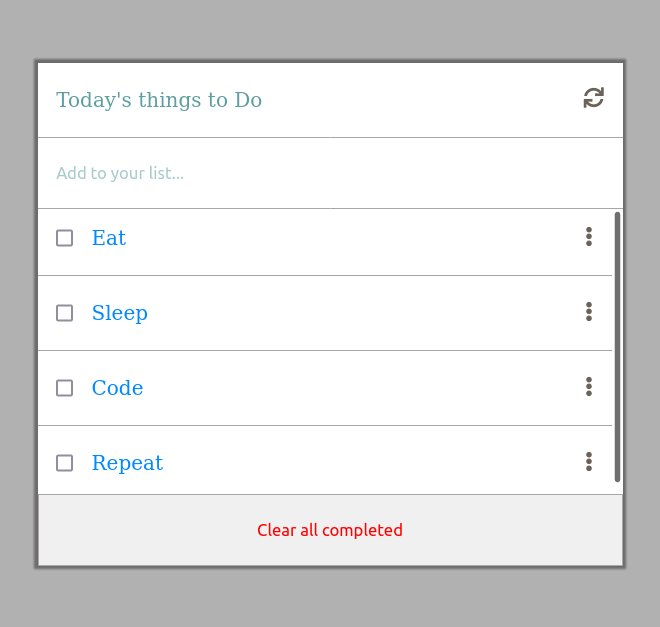 Today's things to Do
Add to your list...
Eat
Sleep
Code
Repeat
Clear all completed